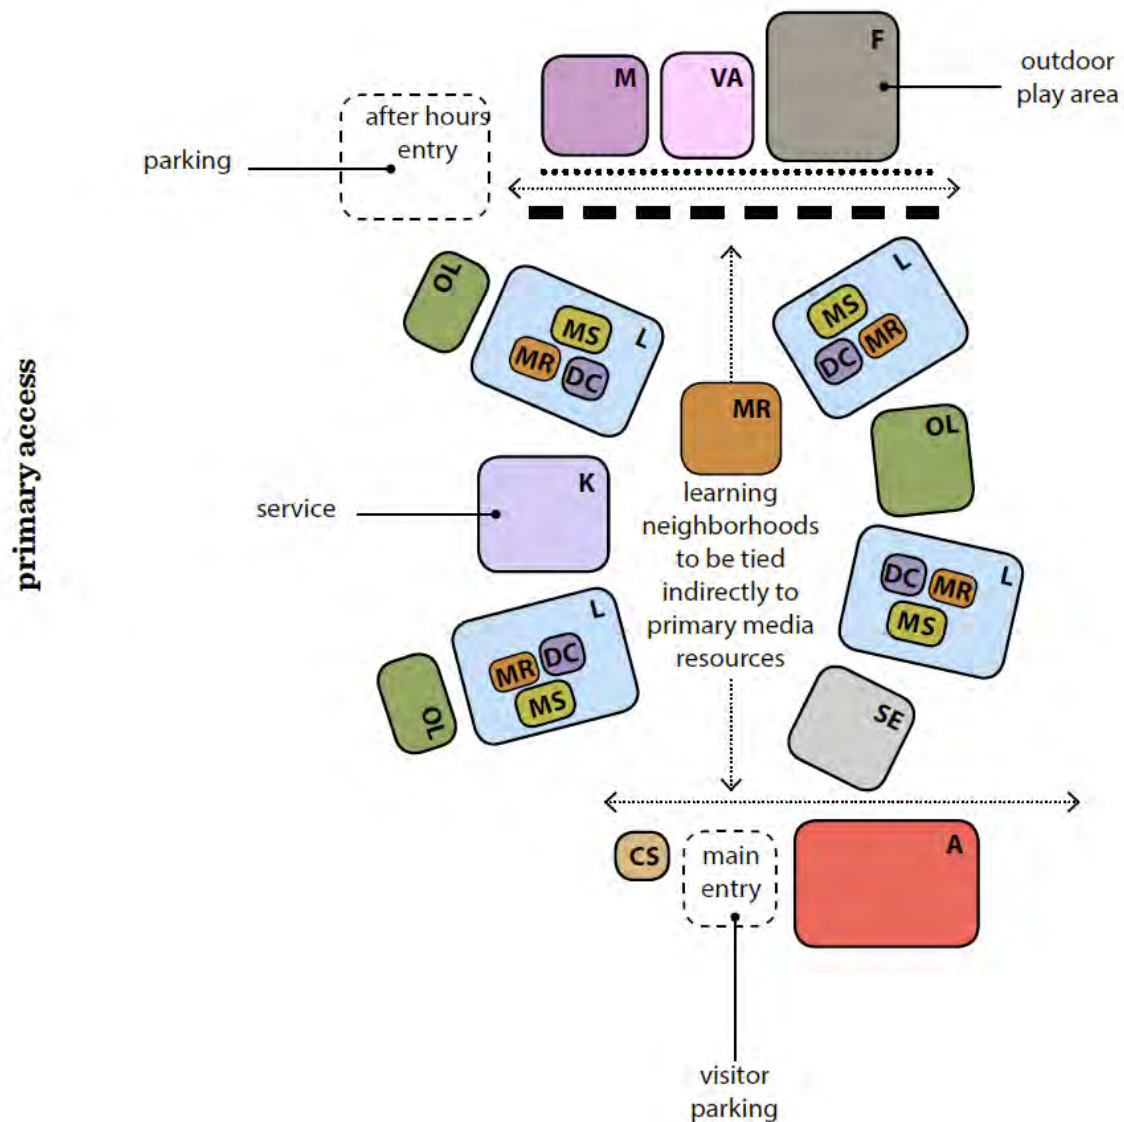 M
VA
F
outdoor
play area
after hours
entry
parking
OL
L
MS
MR
DC
L
MS
DC
MR
MR
OL
primary access
K
service
learning
neighborhoods
to be tied
indirectly to
primary media
resources
L
DC
MR
MS
L
MR
DC
MS
OL
SE
CS
main
entry
A
visitor
parking